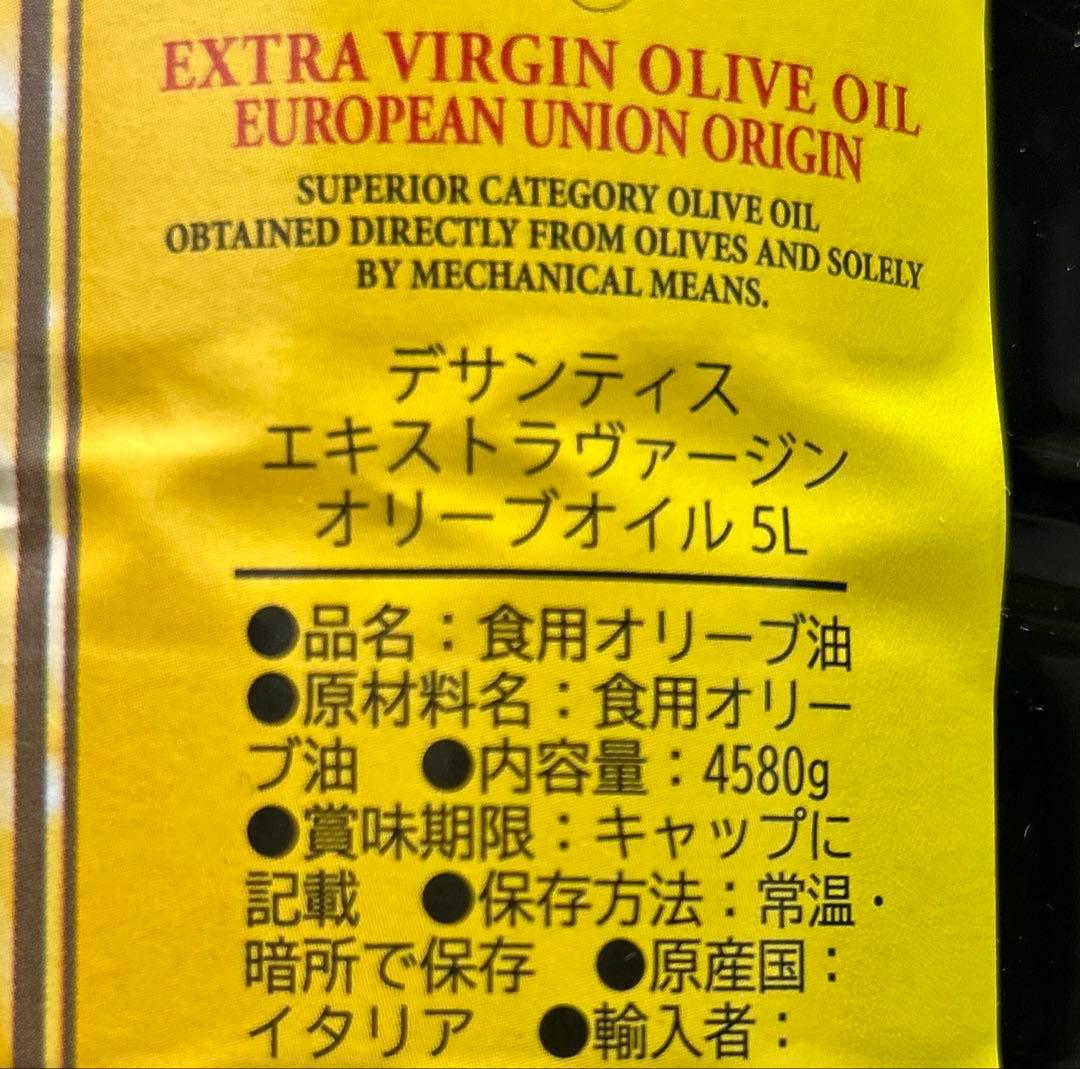 EXTRA VIRGIN OLIVE OIL
EUROPEAN UNION ORIGIN
SUPERIOR CATEGORY OLIVE OIL
OBTAINED DIRECTLY FROM OLIVES AND SOLELY
BY MECHANICAL MEANS.
デサンティス
エキストラヴァージン
オリーブオイル 5L
●品名：食用オリーブ油
●原材料名：食用オリー
ブ油　●内容量：4580g
●賞味期限：キャップに
記載　●保存方法：常温・
暗所で保存　●原産国：
イタリア　●輸入者：